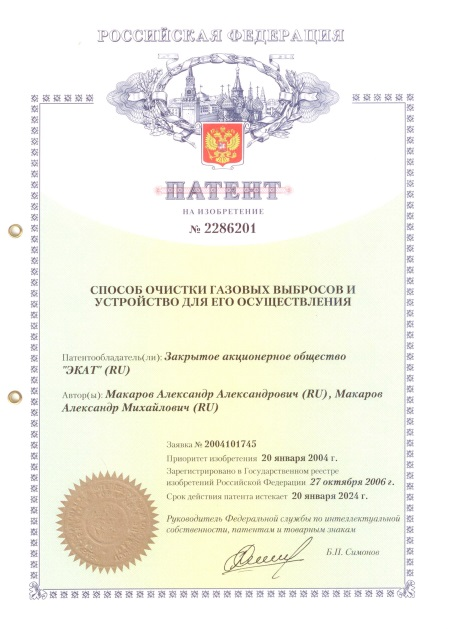 РОССИЙСКАЯ ФЕДЕРАЦИЯ
ПАТЕНТ
НА ИЗОБРЕТЕНИЕ
№ 2286201
СПОСОБ ОЧИСТКИ ГАЗОВЫХ ВЫБРОСОВ И
УСТРОЙСТВО ДЛЯ ЕГО ОСУЩЕСТВЛЕНИЯ
Патентообладатель(ли): Закрытое акционерное общество
"ЭКАТ" (RU)
Автор(ы): Макаров Александр Александрович (RU), Макаров
Александр Михайлович (RU)
Заявка № 2004101745
Приоритет изобретения 20 января 2004 г.
Зарегистрировано в Государственном реестре
изобретений Российской Федерации 27 октября 2006 г.
Срок действия патента истекает 20 января 2024 г.
Руководитель Федеральной службы по интеллектуальной
собственности, патентам и товарным знакам
Б.П. Симонов